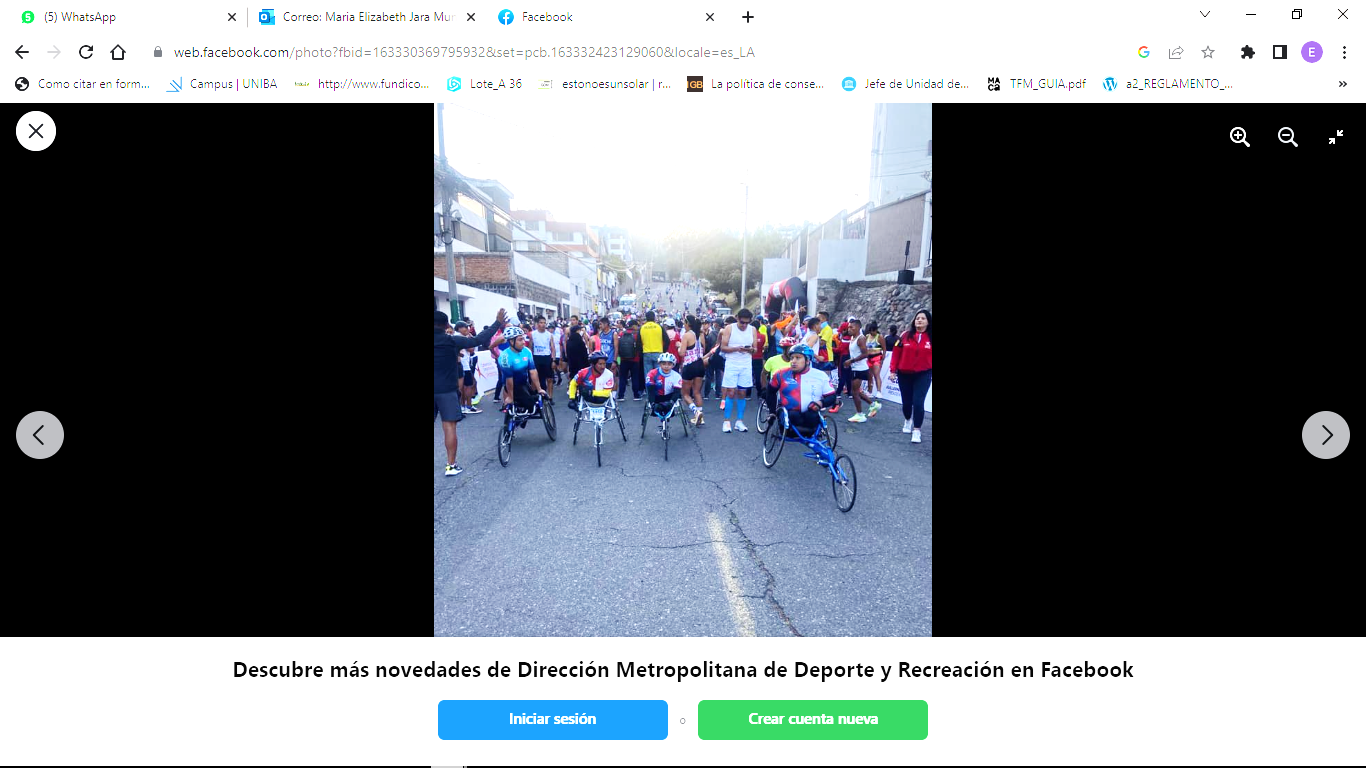 (5) WhatsApp
Correo: Maria Elizabeth Jara Mur
Facebook
web.facebook.com/photo?fbid=1633303697959932&set=pcb.163332423129060&locale=es_LA
Como citar en form...
Campus | UNIBA
http://www.fundico...
Lote_A 36
estonoesunsolar | r...
La política de conse...
Jefe de Unidad de...
TFM_GUIA.pdf
a2_REGLAMENTO_...
Descubre más novedades de Dirección Metropolitana de Deporte y Recreación en Facebook
Iniciar sesión
o
Crear cuenta nueva